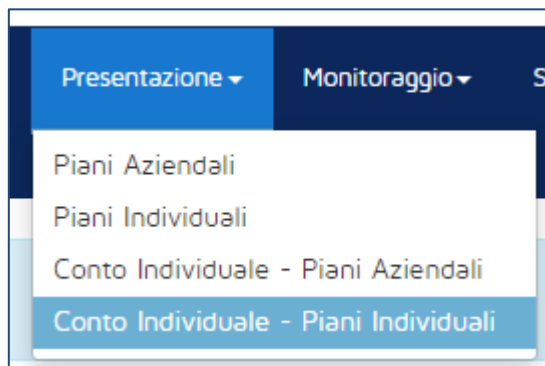 Presentazione Monitoraggio S
Piani Aziendali
Piani Individuali
Conto Individuale - Piani Aziendali
Conto Individuale - Piani Individuali